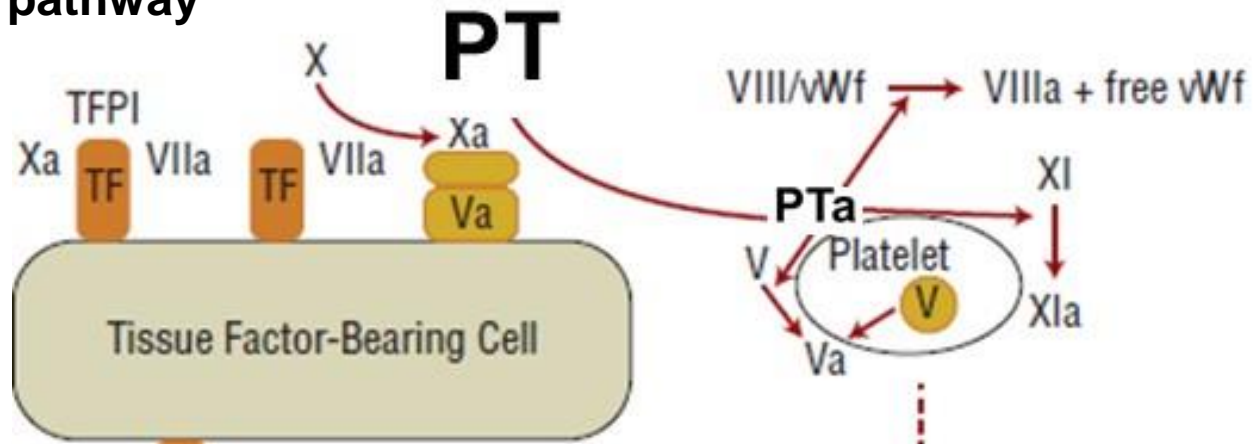 pathway
PT
X
TFPI
Xa
TF
VIIa
TF
VIIa
Xa
Va
Tissue Factor-Bearing Cell
VIII/vWf
VIIIa + free vWf
PTa
XI
XIa
V
Platelet
V
Va